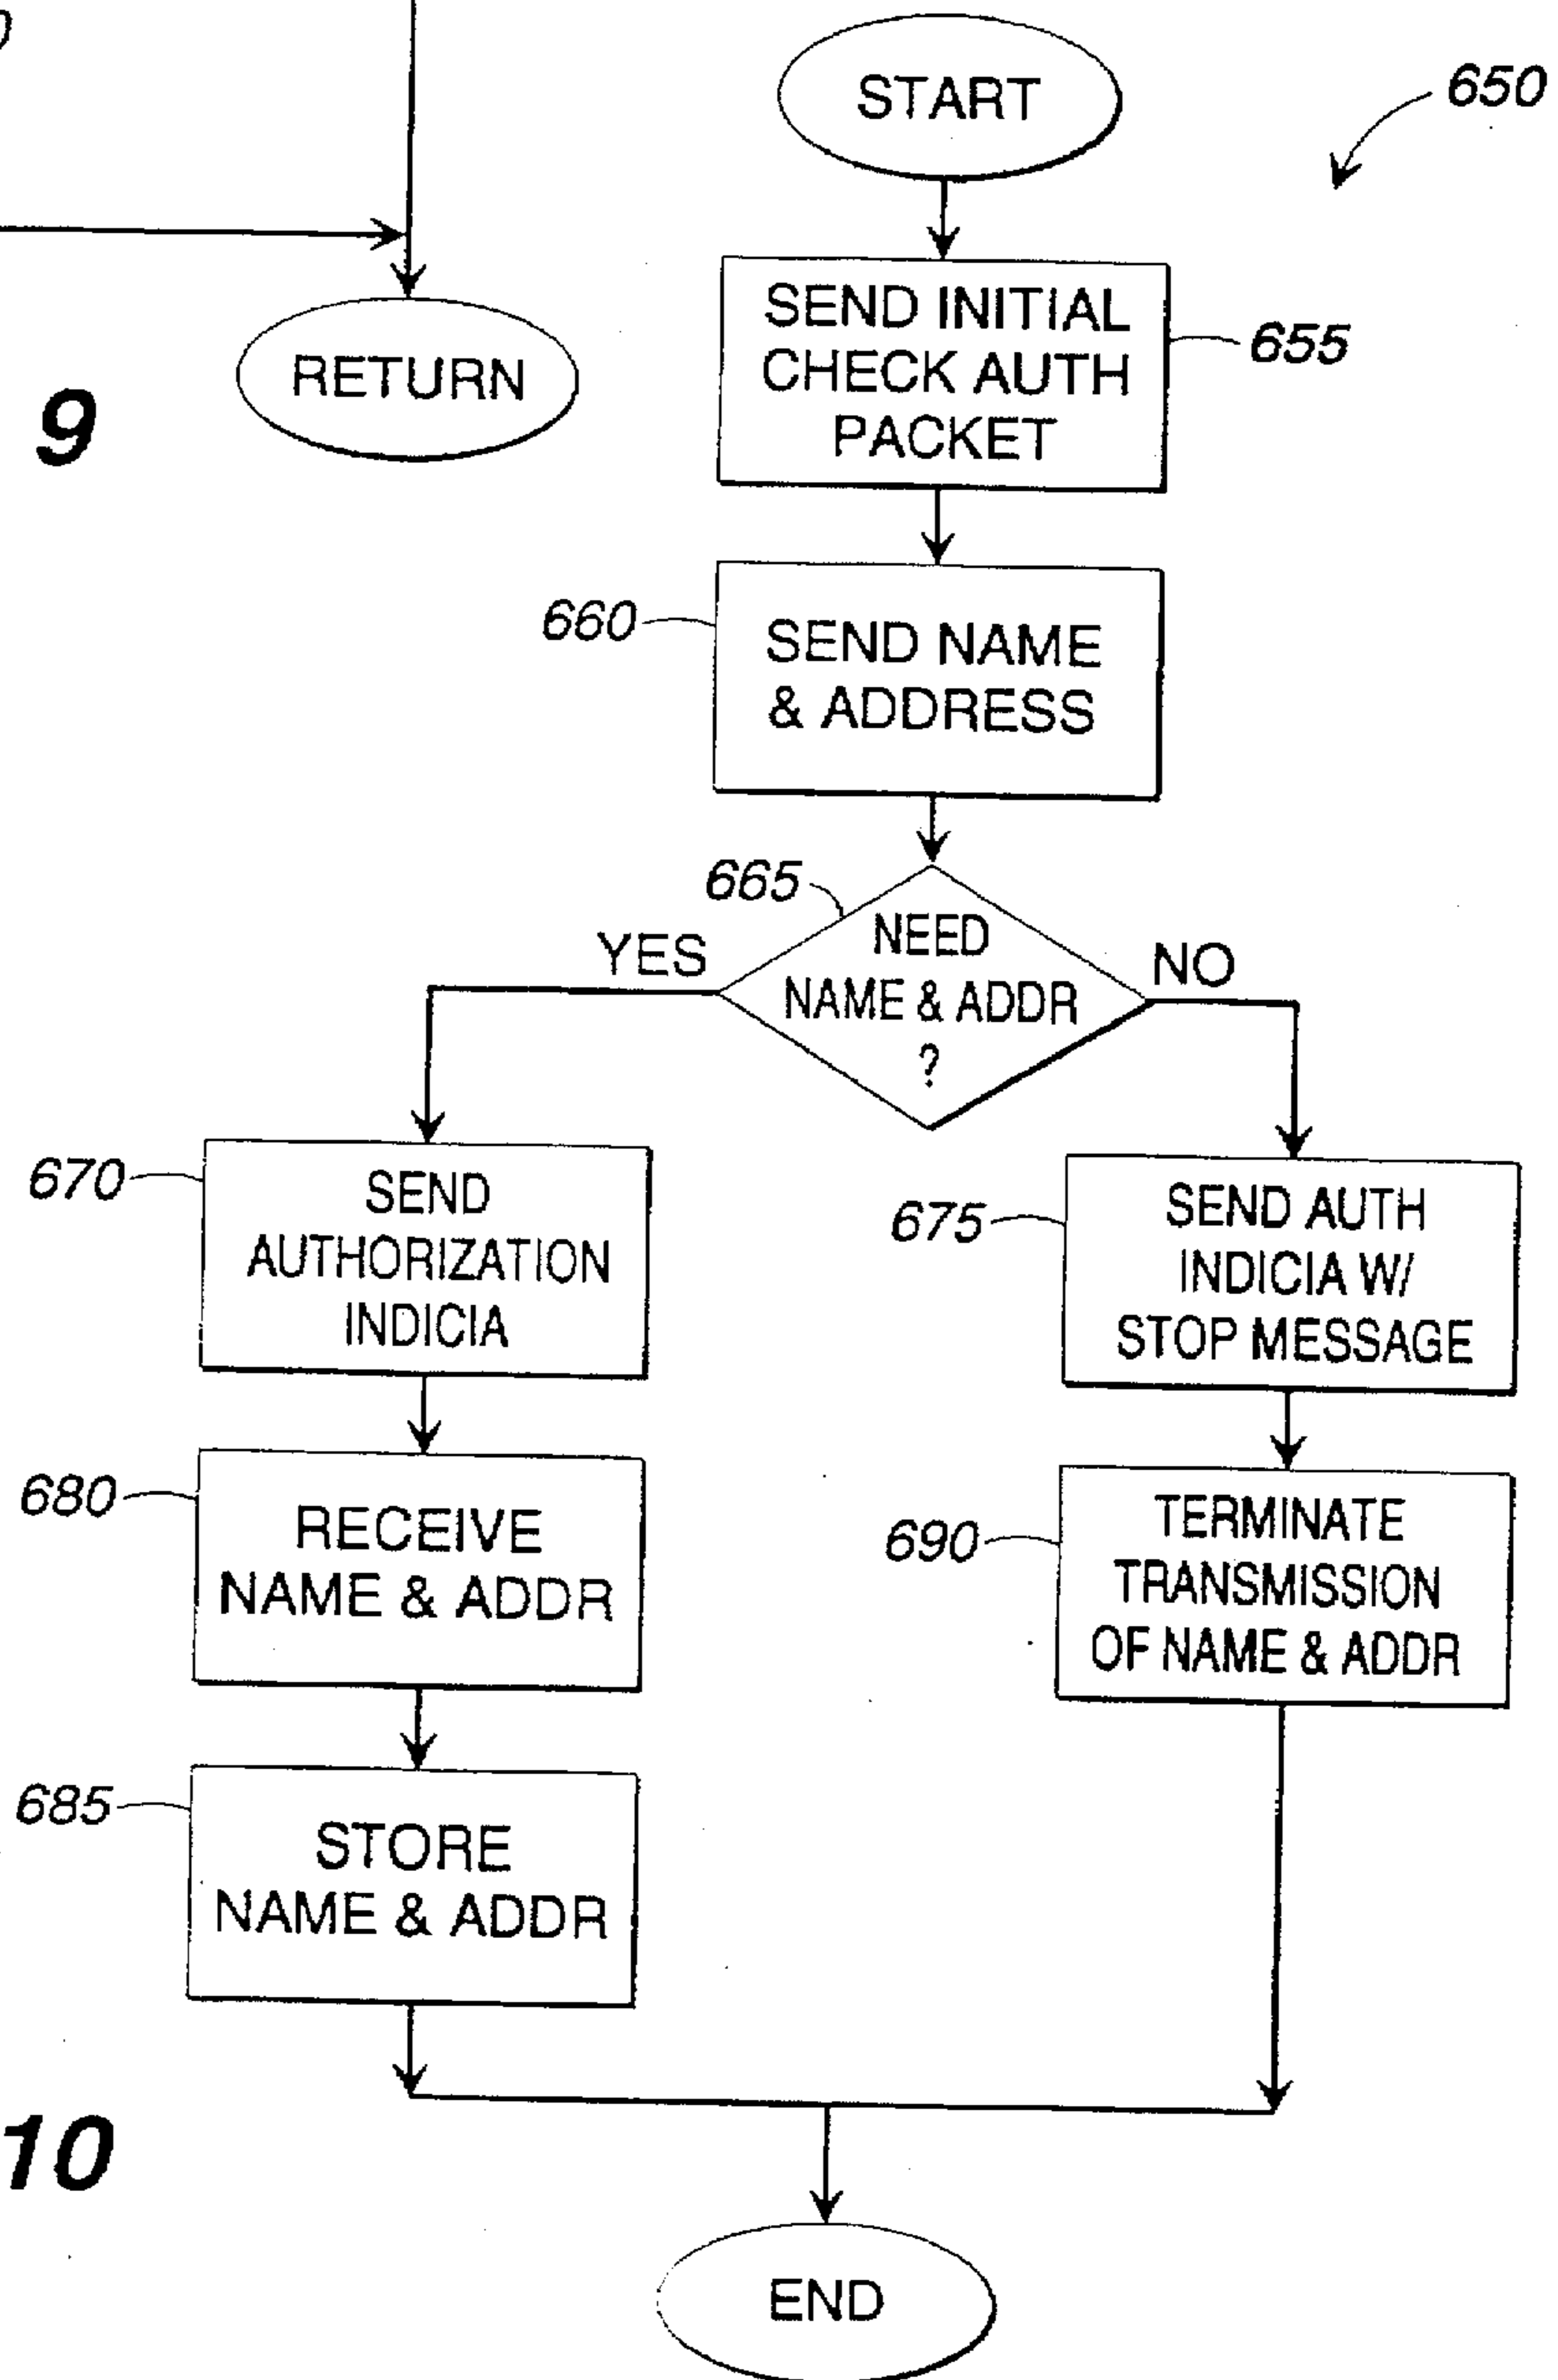 START
650
SEND INITIAL
CHECK AUTH
PACKET
655
RETURN
9
660
SEND NAME
& ADDRESS
665
NEED
NAME & ADDR
?
YES
NO
670
SEND
AUTHORIZATION
INDICIA
675
SEND AUTH
INDICIA W/
STOP MESSAGE
680
RECEIVE
NAME & ADDR
690
TERMINATE
TRANSMISSION
OF NAME & ADDR
685
STORE
NAME & ADDR
10
END